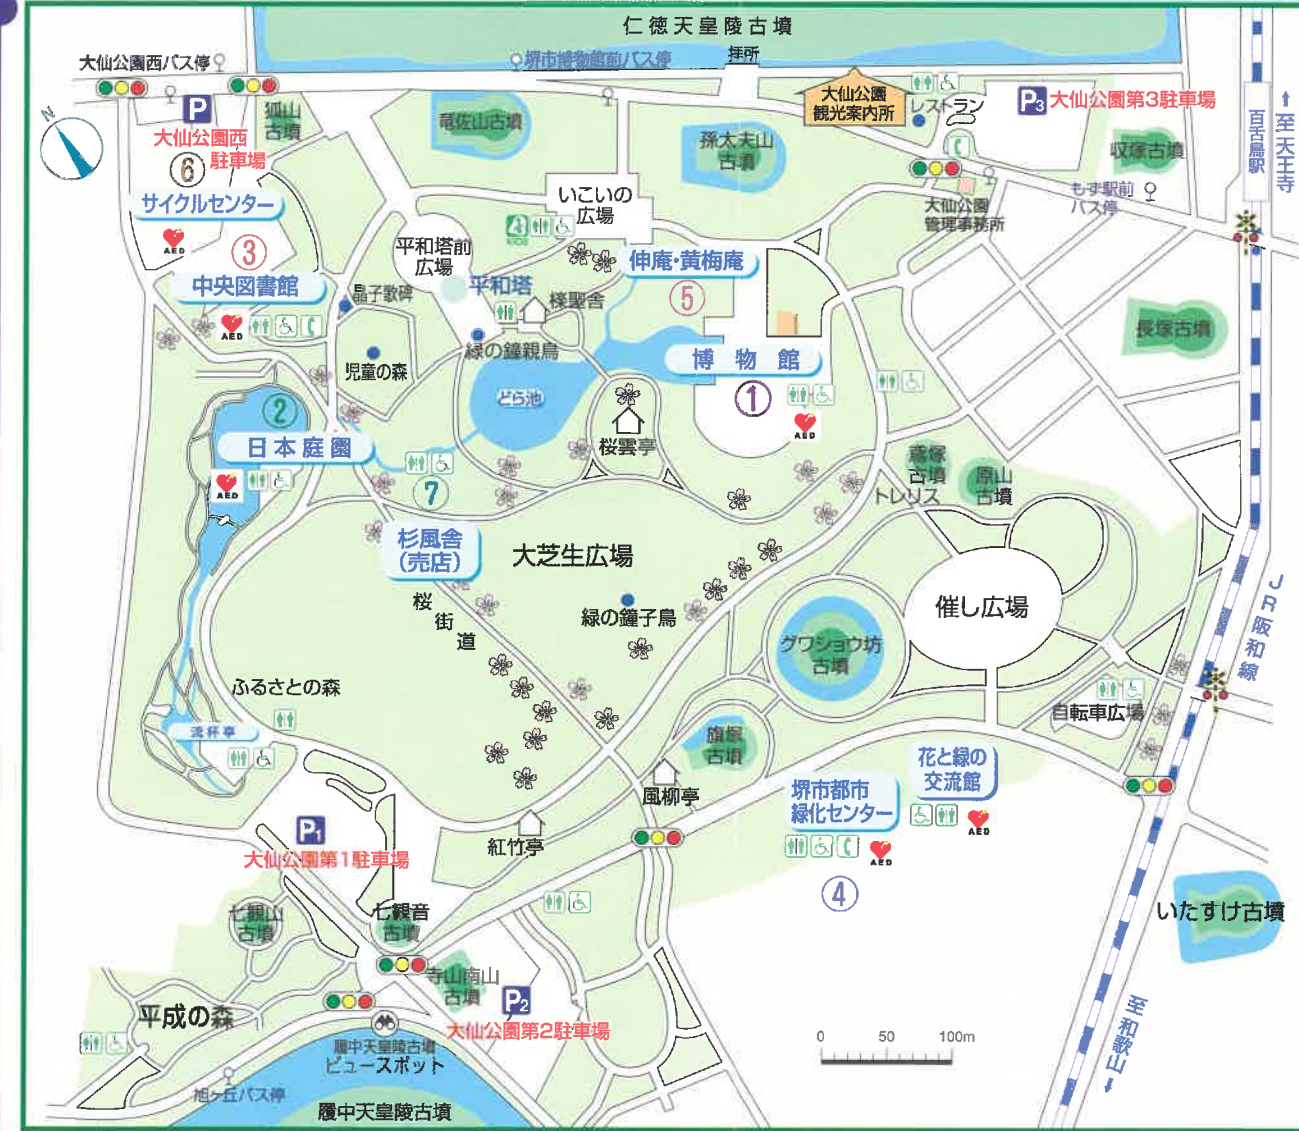 仁徳天皇陵古墳
大仙公園西バス停
堺市博物館前バス停
拝所
大仙公園
観光案内所
レストラン
P3
大仙公園第3駐車場
↑至天王寺
百舌鳥駅
N
P
大仙公園西
駐車場
狐山
古墳
竜佐山古墳
孫太夫山
古墳
収塚古墳
もず駅前
バス停
大仙公園
管理事務所
⑥
サイクルセンター
AED
③
中央図書館
AED
いこいの
広場
平和塔前
広場
平和塔
晶子歌碑
伸庵・黄梅庵
⑤
長塚古墳
緑の鐘親鳥
児童の森
博物館
①
AED
どら池
桜雲亭
②
日本庭園
AED
⑦
杉風舎
(売店)
大芝生広場
トレリス
古墳
原山
古墳
桜街道
緑の鐘子鳥
催し広場
グワショウ坊
古墳
JR阪和線
ふるさとの森
流杯亭
自転車広場
旗塚
古墳
風柳亭
花と緑の
交流館
AED
堺市都市
緑化センター
AED
④
紅竹亭
P1
大仙公園第1駐車場
七観山
古墳
七観音
古墳
いたすけ古墳
寺山南山
古墳
P2
大仙公園第2駐車場
平成の森
履中天皇陵古墳
ビュースポット
旭ヶ丘バス停
履中天皇陵古墳
0 50 100m
至和歌山↓